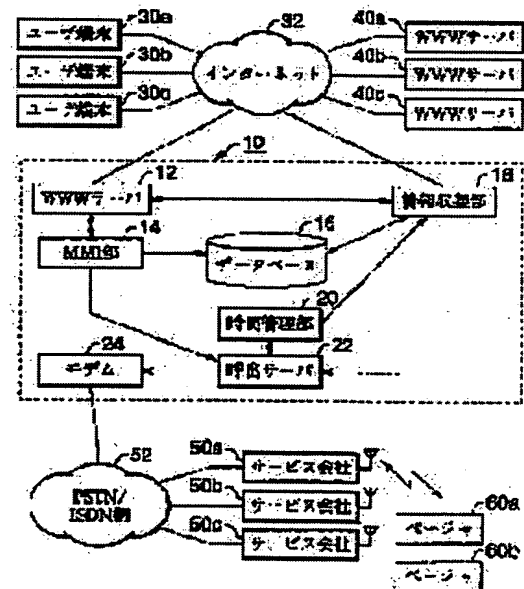 ユーザ端末 30a
ユーザ端末 30b
ユーザ端末
32
インターネット
40a
WWWサーバ
40b
WWWサーバ
40c
WWWサーバ
10
12
WWWサーバ
14
MMI部
16
データベース
18
情報収集部
20
時間管理部
22
呼出サーバ
24
モデム
52
PSTN/
ISDN網
50a
サービス会社
50b
サービス会社
50c
サービス会社
60a
ページャ
60b
ページャ